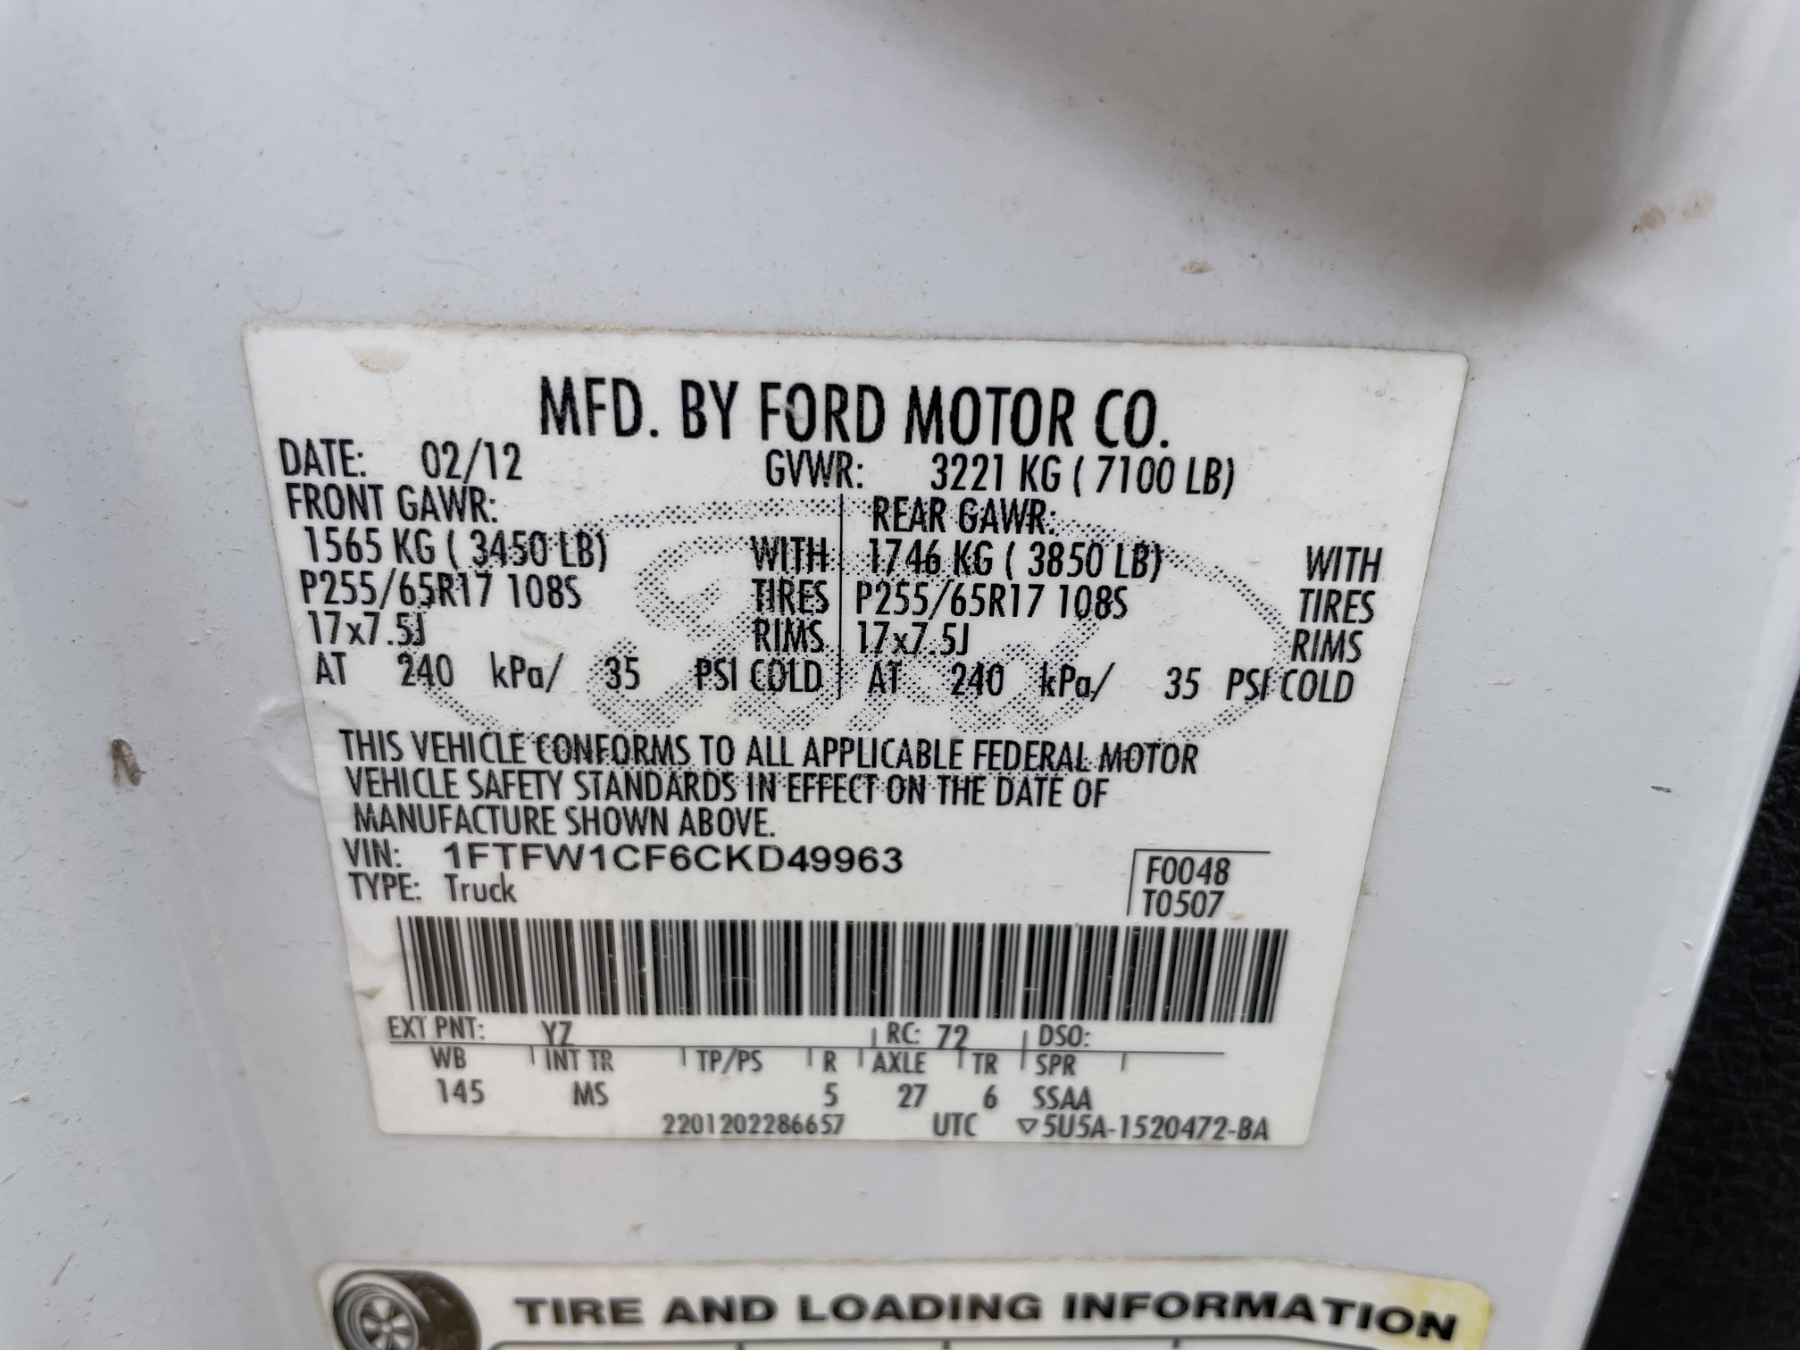 MFD. BY FORD MOTOR CO.
DATE: 02/12 GVWR: 3221 KG ( 7100 LB)
FRONT GAWR: REAR GAWR:
1565 KG ( 3450 LB) WITH 1746 KG ( 3850 LB) WITH
P255/65R17 108S TIRES P255/65R17 108S TIRES
17x7.5J RIMS 17x7.5J RIMS
AT 240 kPa/ 35 PSI COLD AT 240 kPa/ 35 PSI COLD
Ford
THIS VEHICLE CONFORMS TO ALL APPLICABLE FEDERAL MOTOR
VEHICLE SAFETY STANDARDS IN EFFECT ON THE DATE OF
MANUFACTURE SHOWN ABOVE.
VIN: 1FTFW1CF6CKD49963 F0048
TYPE: Truck T0507
EXT PNT: YZ RC: 72 DSO:
WB INT TR TP/PS R AXLE TR SPR
145 MS 5 27 6 SSAA
2201202286657 UTC ▽5U5A-1520472-BA
TIRE AND LOADING INFORMATION